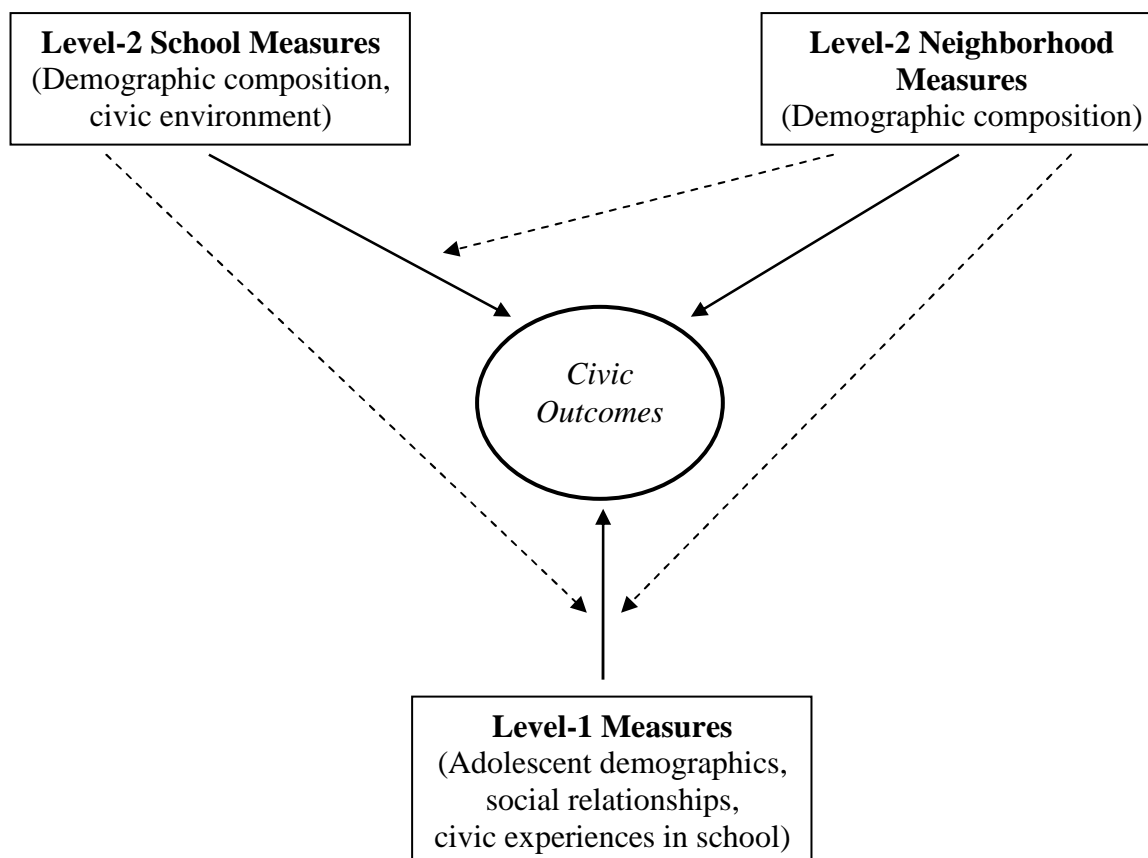 Level-2 School Measures
(Demographic composition,
civic environment)
Level-2 Neighborhood
Measures
(Demographic composition)
Civic
Outcomes
Level-1 Measures
(Adolescent demographics,
social relationships,
civic experiences in school)